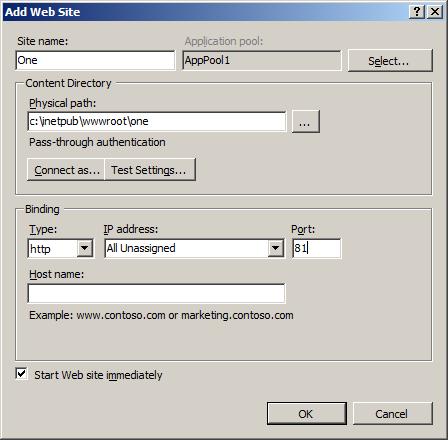 Add Web Site
Site name:
Application pool:
One
AppPool1
Select...
Content Directory
Physical path:
c:\inetpub\wwwroot\one
...
Pass-through authentication
Connect as...
Test Settings...
Binding
Type:
IP address:
Port:
http
All Unassigned
81
Host name:
Example: www.contoso.com or marketing.contoso.com
Start Web site immediately
OK
Cancel